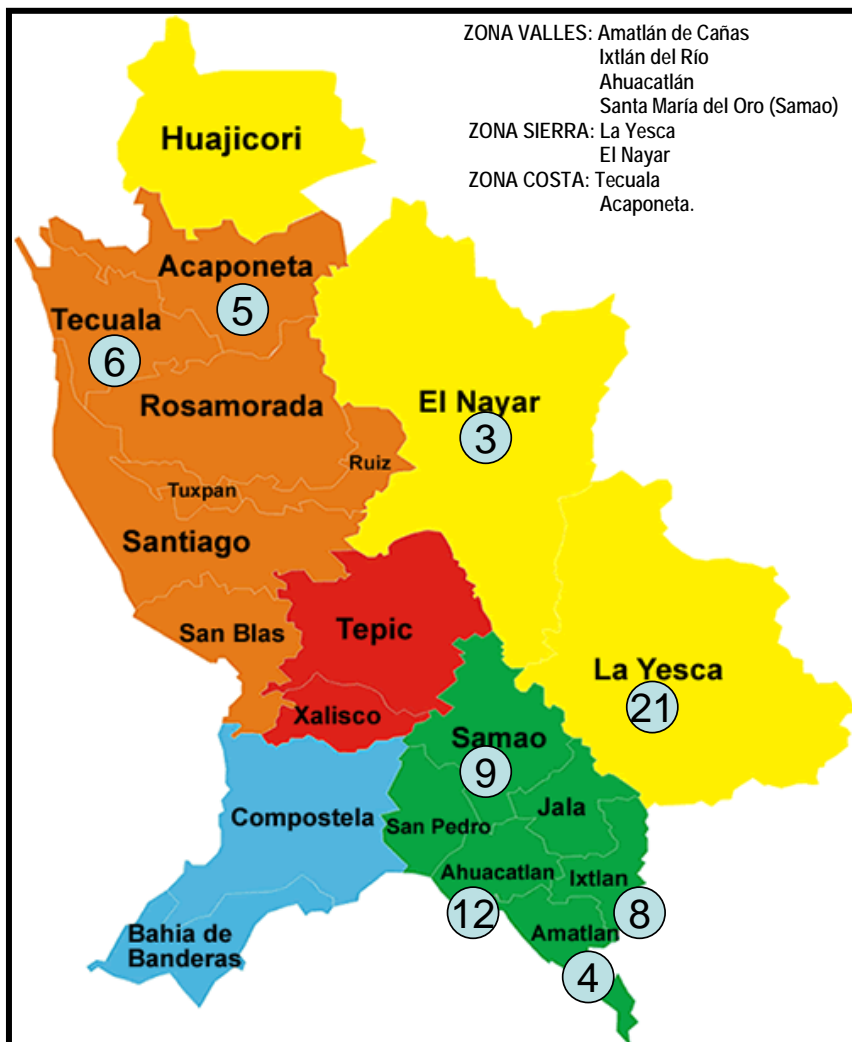 ZONA VALLES: Amatlán de Cañas
Ixtlán del Río
Ahuacatlán
Santa María del Oro (Samao)
ZONA SIERRA: La Yesca
El Nayar
ZONA COSTA: Tecuala
Acaponeta.
Huajicori
Acaponeta
5
Tecuala
6
Rosamorada
El Nayar
3
Ruiz
Tuxpan
Santiago
San Blas
Tepic
La Yesca
21
Xalisco
Samao
9
Jala
Compostela
San Pedro
Ahuacatlan
Ixtlan
12
8
Amatlan
Bahia de
Banderas
4